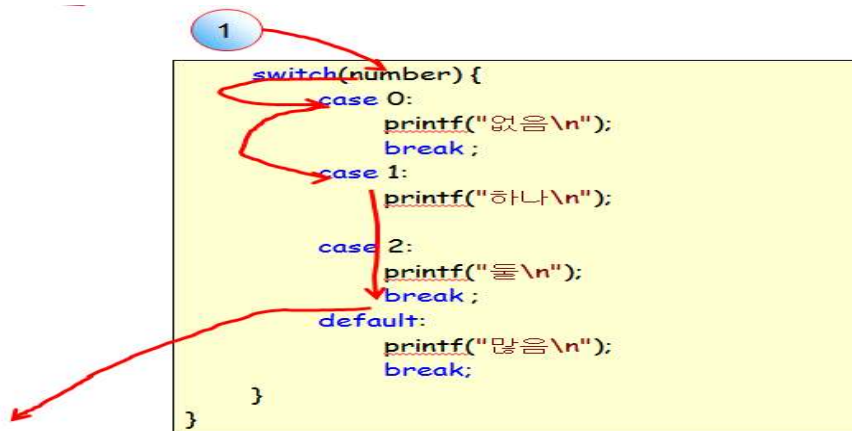 1
switch(number) {
case 0:
printf("없음\n");
break ;
case 1:
printf("하나\n");
case 2:
printf("둘\n");
break ;
default:
printf("많음\n");
break;
}
}